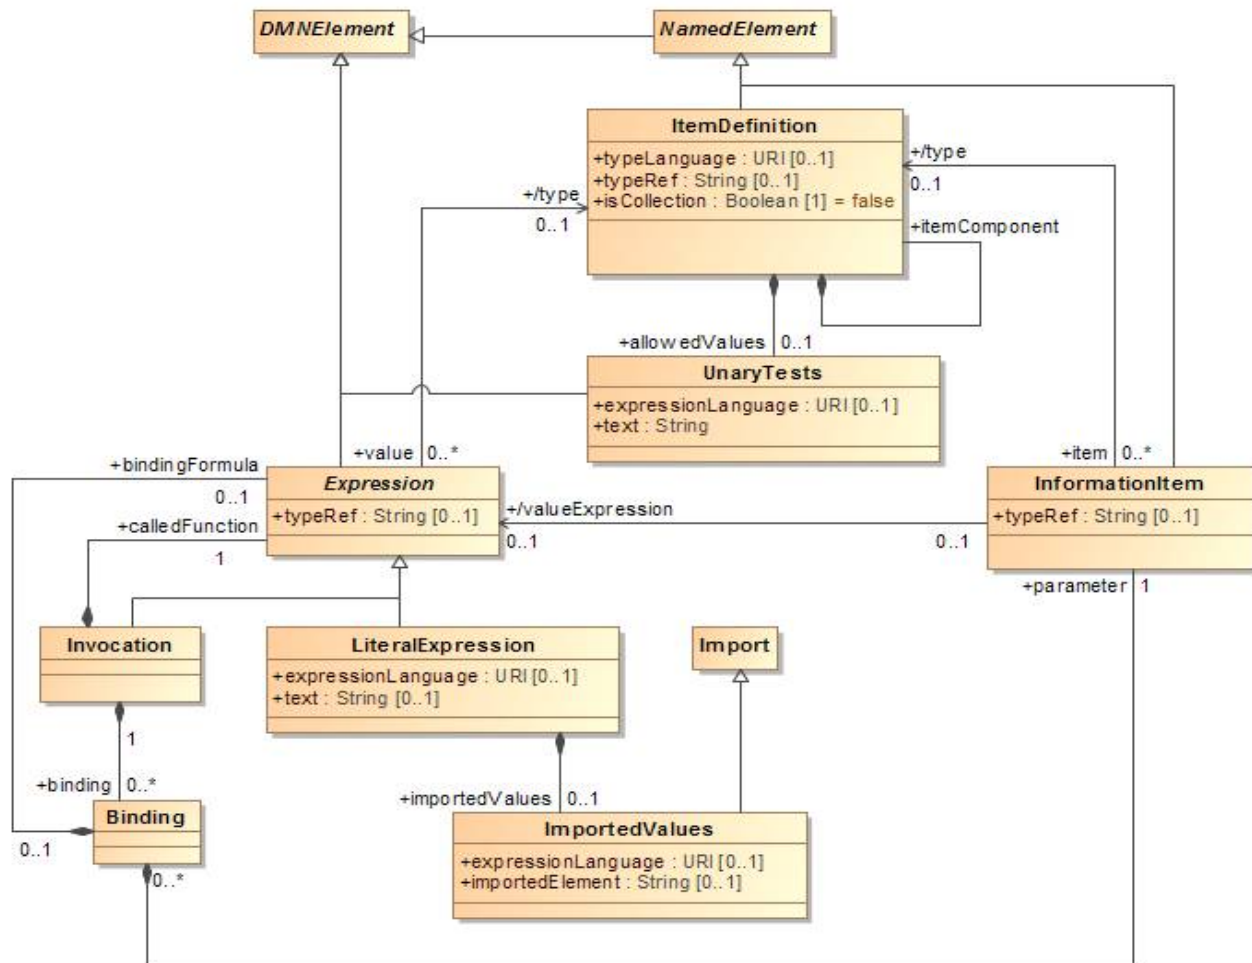 DMNElement
NamedElement
ItemDefinition
+typeLanguage : URI [0..1]
+typeRef : String [0..1]
+isCollection : Boolean [1] = false
+/type
0..1
+/type
0..1
+itemComponent
+allowedValues
0..1
UnaryTests
+expressionLanguage : URI [0..1]
+text : String
+value
0..*
+bindingFormula
0..1
+item
0..*
Expression
+typeRef : String [0..1]
+calledFunction
1
+/valueExpression
0..1
0..1
InformationItem
+typeRef : String [0..1]
+parameter
1
Invocation
LiteralExpression
+expressionLanguage : URI [0..1]
+text : String [0..1]
Import
1
+binding
0..*
+importedValues
0..1
Binding
0..1
0..*
ImportedValues
+expressionLanguage : URI [0..1]
+importedElement : String [0..1]